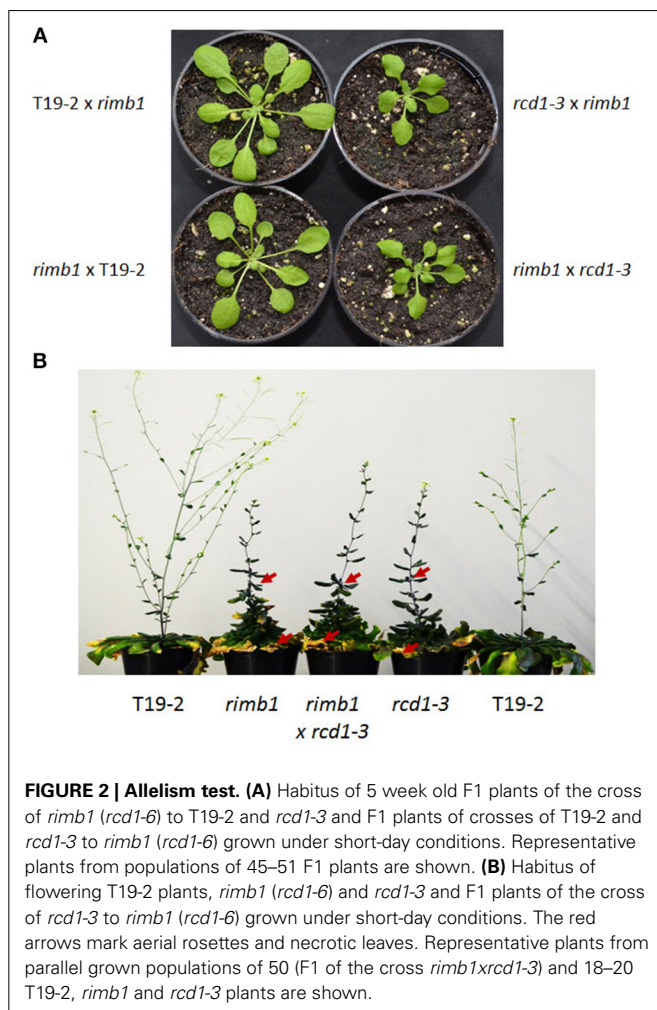 A
T19-2 x rimb1
rcd1-3 x rimb1
rimb1 x T19-2
rimb1 x rcd1-3
B
T19-2
rimb1
rimb1
x rcd1-3
rcd1-3
T19-2
FIGURE 2 | Allelism test. (A) Habitus of 5 week old F1 plants of the cross
of rimb1 (rcd1-6) to T19-2 and rcd1-3 and F1 plants of crosses of T19-2 and
rcd1-3 to rimb1 (rcd1-6) grown under short-day conditions. Representative
plants from populations of 45–51 F1 plants are shown. (B) Habitus of
flowering T19-2 plants, rimb1 (rcd1-6) and rcd1-3 and F1 plants of the cross
of rcd1-3 to rimb1 (rcd1-6) grown under short-day conditions. The red
arrows mark aerial rosettes and necrotic leaves. Representative plants from
parallel grown populations of 50 (F1 of the cross rimb1xrcd1-3) and 18–20
T19-2, rimb1 and rcd1-3 plants are shown.